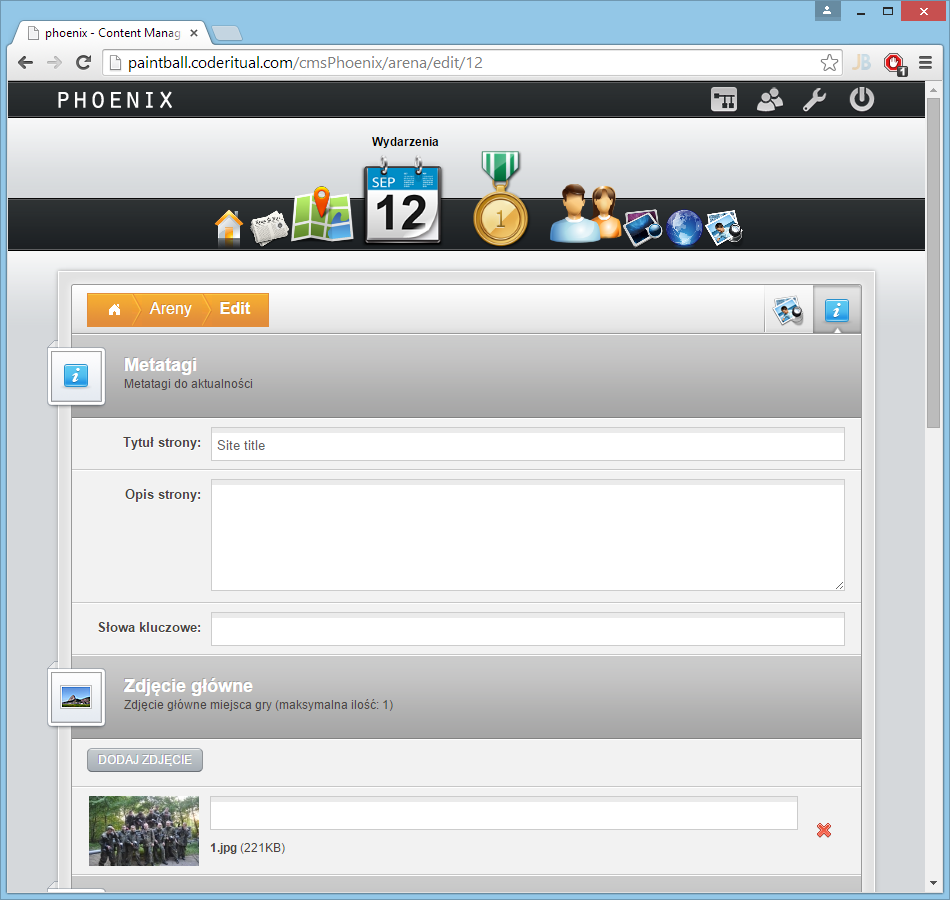 phoenix - Content Manag
paintball.coderitual.com/cmsPhoenix/arena/edit/12
JB
1
PHOENIX
Wydarzenia
SEP
12
1
Areny
Edit
i
i
Metatagi
Metatagi do aktualności
Tytuł strony:
Site title
Opis strony:
Słowa kluczowe:
Zdjęcie główne
Zdjęcie główne miejsca gry (maksymalna ilość: 1)
DODAJ ZDJĘCIE
1.jpg (221KB)